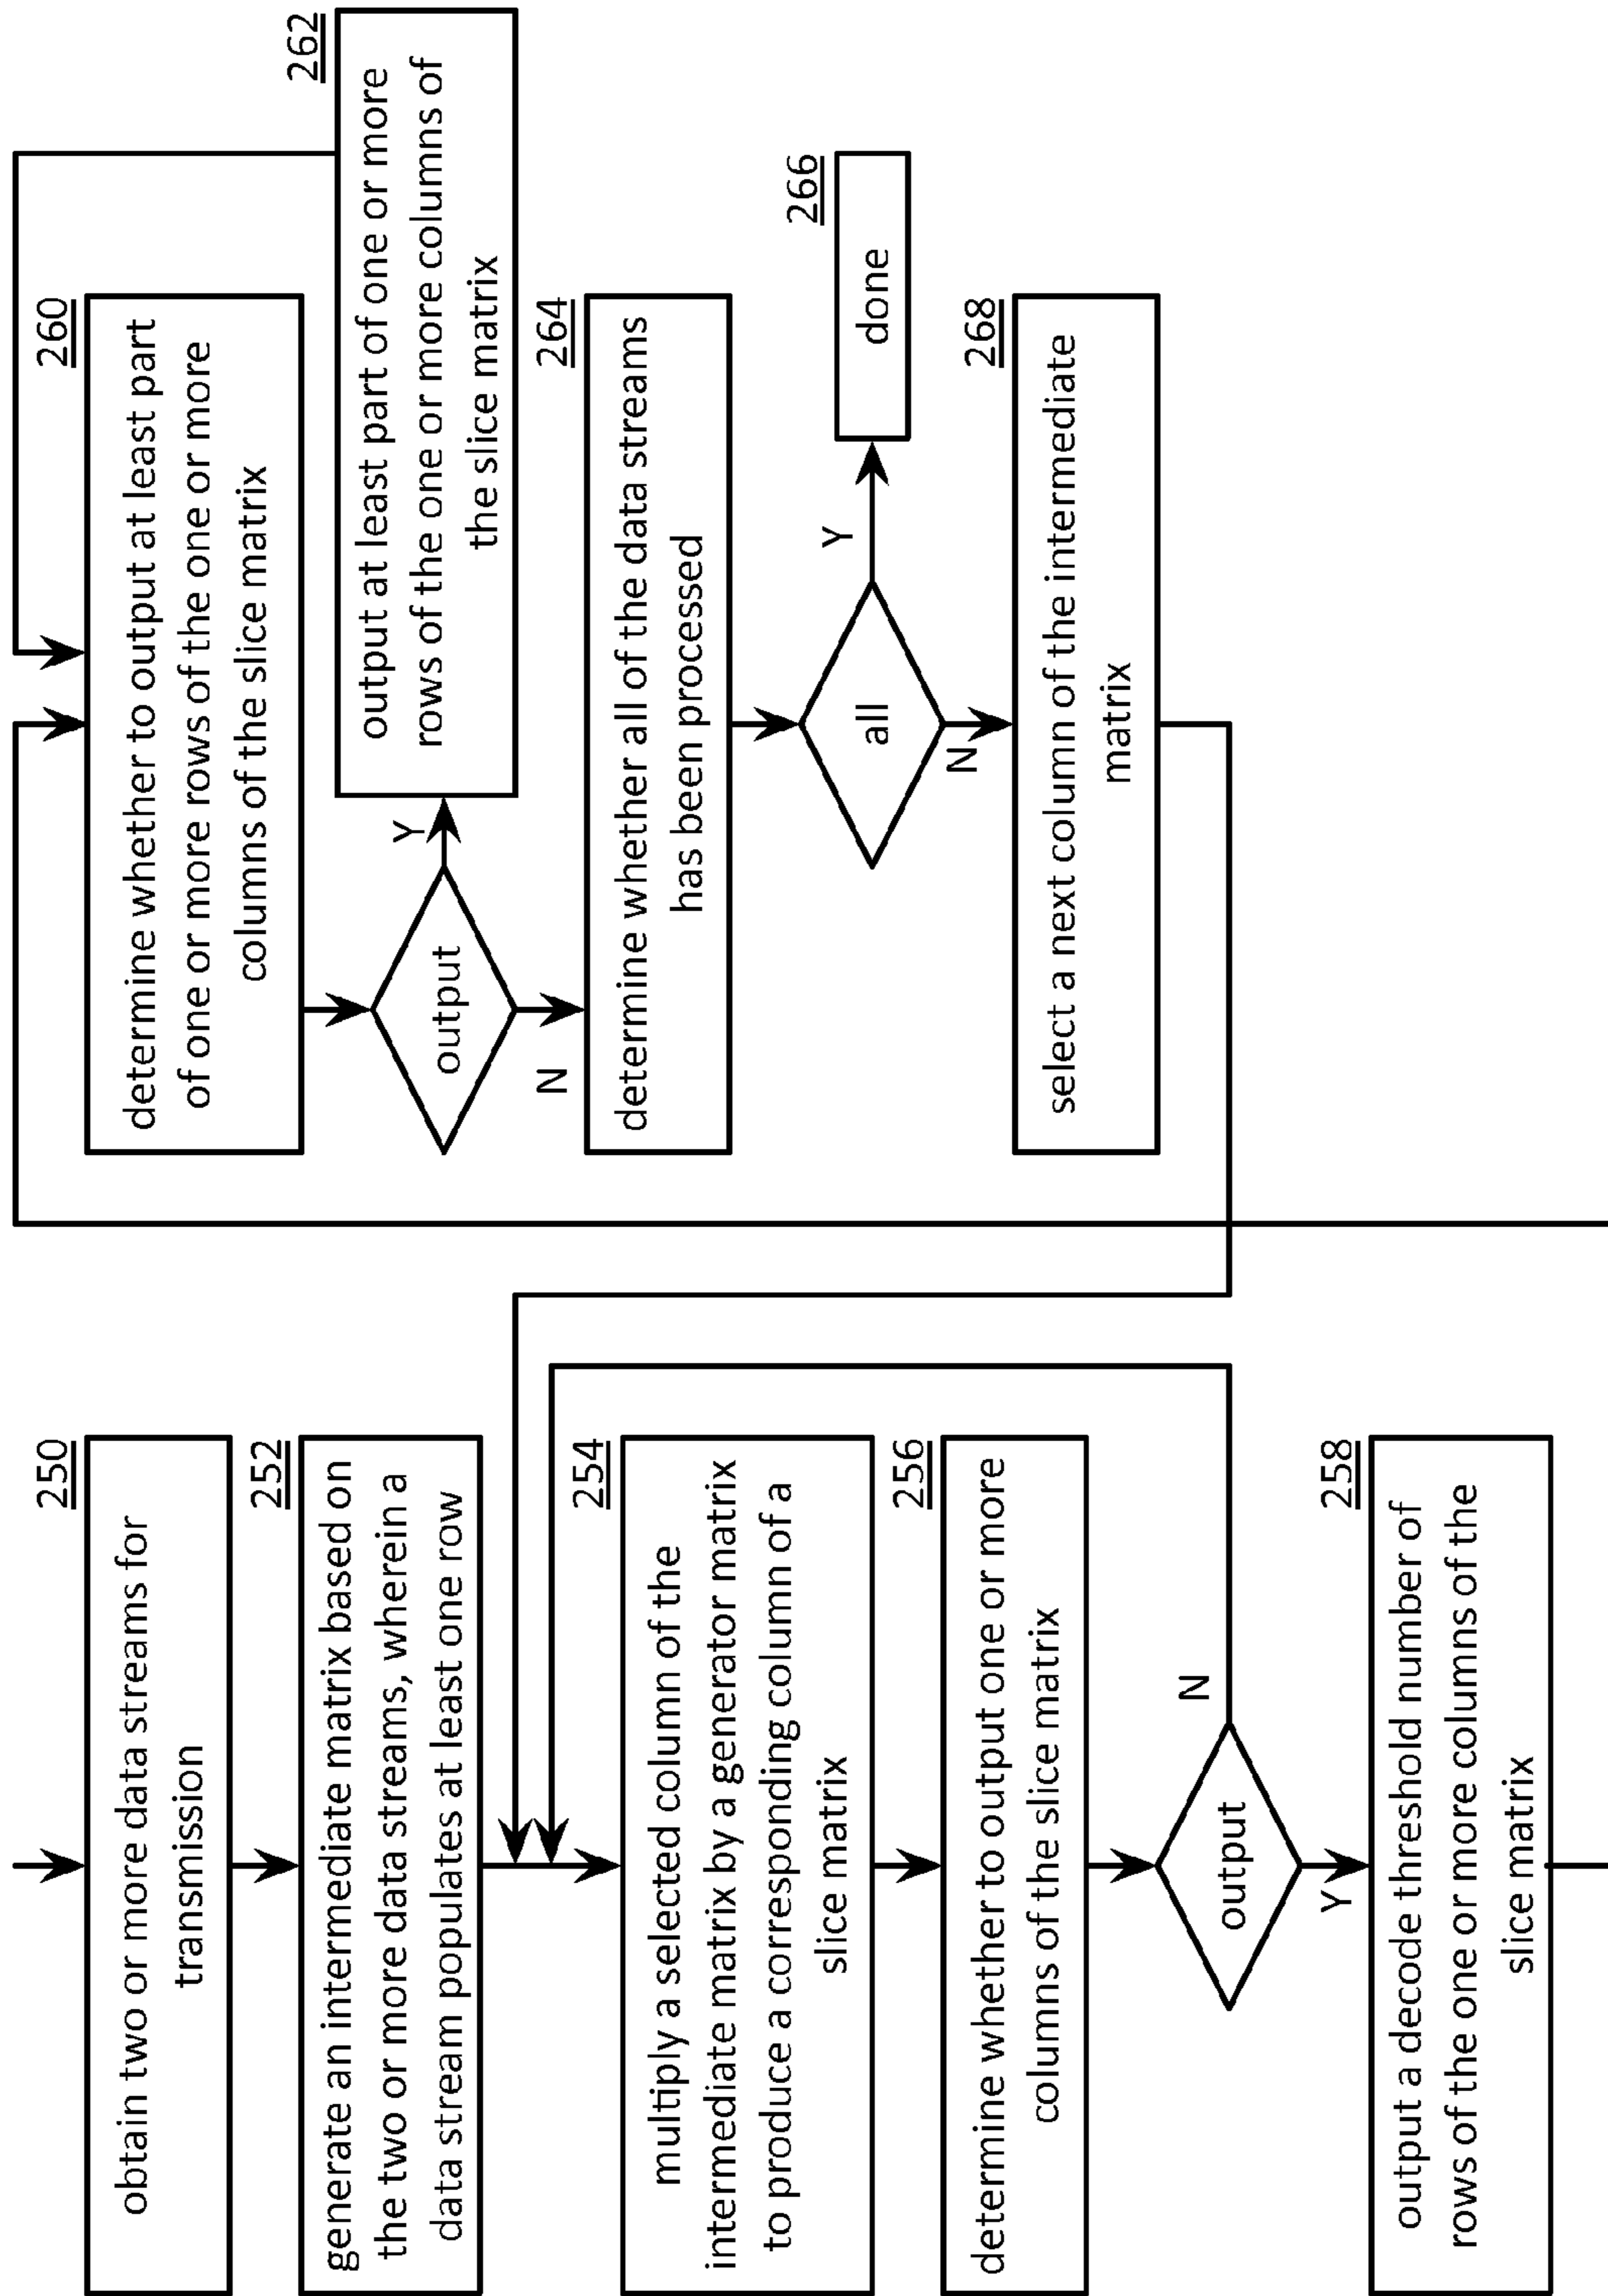 250
obtain two or more data streams for
transmission
252
generate an intermediate matrix based on
the two or more data streams, wherein a
data stream populates at least one row
254
multiply a selected column of the
intermediate matrix by a generator matrix
to produce a corresponding column of a
slice matrix
256
determine whether to output one or more
columns of the slice matrix
output
N
Y
258
output a decode threshold number of
rows of the one or more columns of the
slice matrix
260
determine whether to output at least part
of one or more rows of the one or more
columns of the slice matrix
output
Y
N
262
output at least part of one or more
rows of the one or more columns of
the slice matrix
264
determine whether all of the data streams
has been processed
all
Y
N
266
done
268
select a next column of the intermediate
matrix